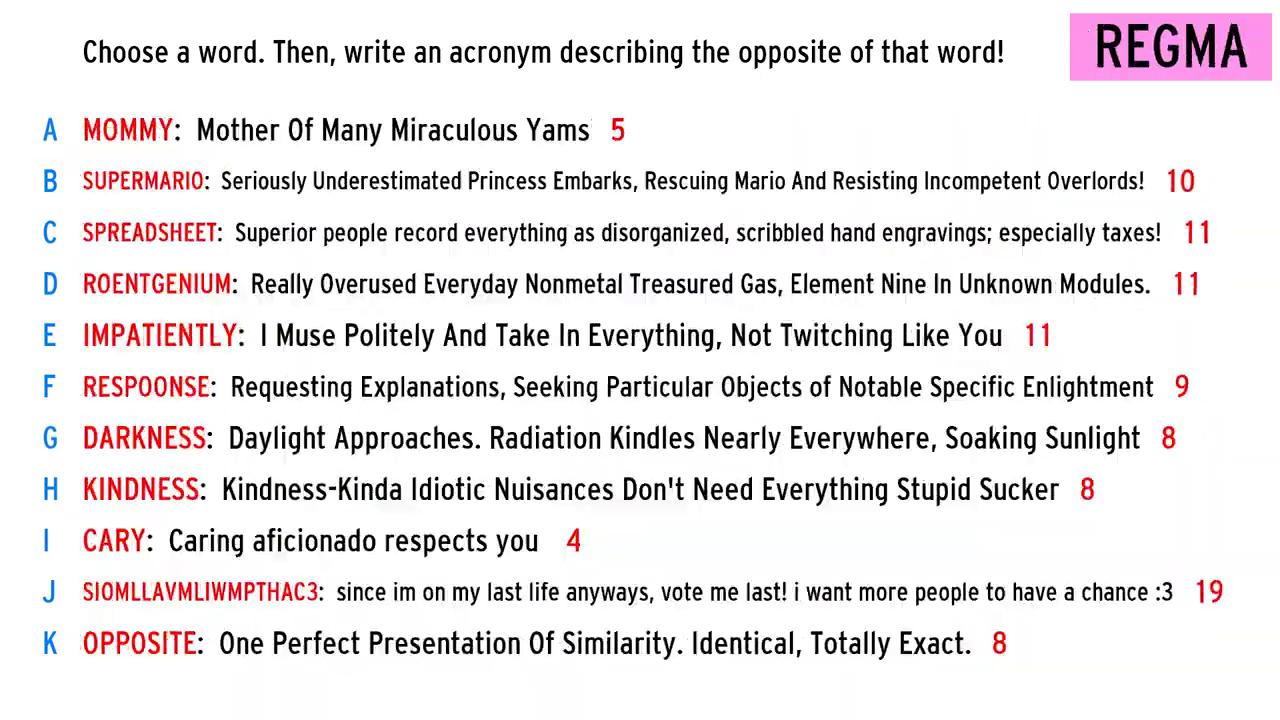 Choose a word. Then, write an acronym describing the opposite of that word!
REGMA
A MOMMY: Mother Of Many Miraculous Yams 5
B SUPERMARIO: Seriously Underestimated Princess Embarks, Rescuing Mario And Resisting Incompetent Overlords! 10
C SPREADSHEET: Superior people record everything as disorganized, scribbled hand engravings; especially taxes! 11
D ROENTGENIUM: Really Overused Everyday Nonmetal Treasured Gas, Element Nine In Unknown Modules. 11
E IMPATIENTLY: I Muse Politely And Take In Everything, Not Twitching Like You 11
F RESPOONSE: Requesting Explanations, Seeking Particular Objects of Notable Specific Enlightment 9
G DARKNESS: Daylight Approaches. Radiation Kindles Nearly Everywhere, Soaking Sunlight 8
H KINDNESS: Kindness-Kinda Idiotic Nuisances Don't Need Everything Stupid Sucker 8
I CARY: Caring aficionado respects you 4
J SIOMLLAVMLIWMPTHAC3: since im on my last life anyways, vote me last! i want more people to have a chance :3 19
K OPPOSITE: One Perfect Presentation Of Similarity. Identical, Totally Exact. 8